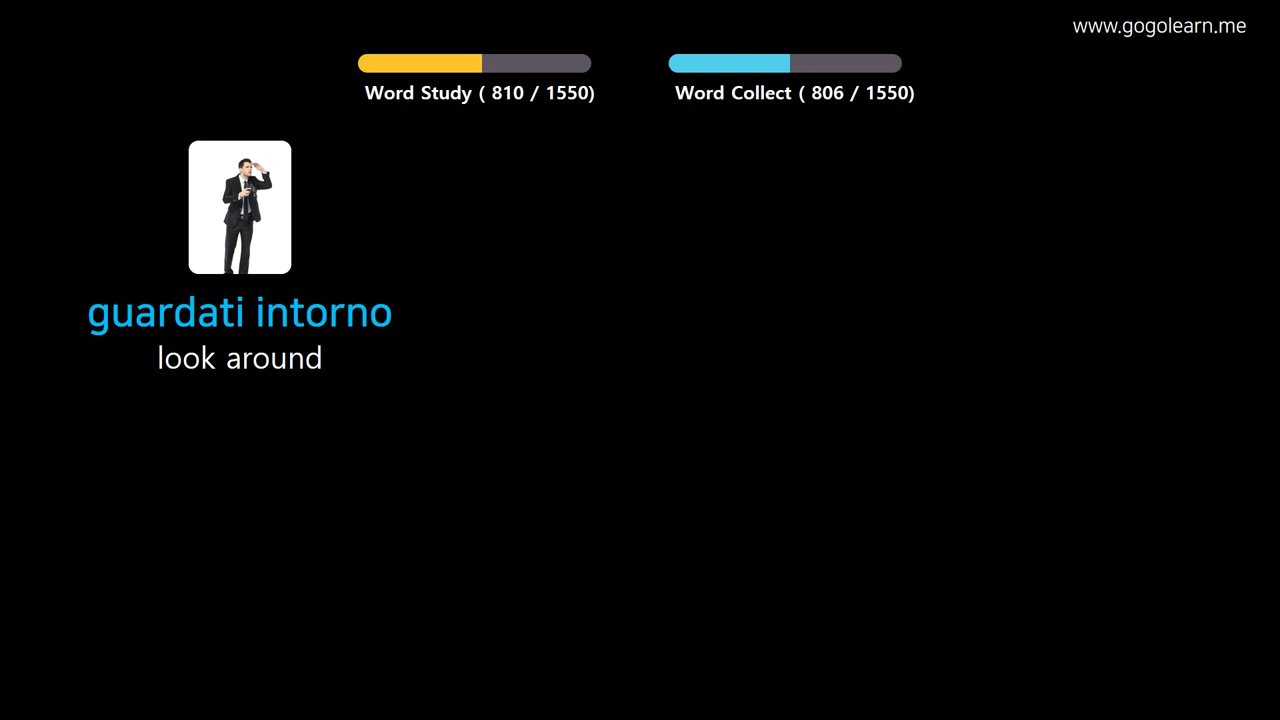 www.gogolearn.me
Word Study ( 810 / 1550)
Word Collect ( 806 / 1550)
guardati intorno
look around